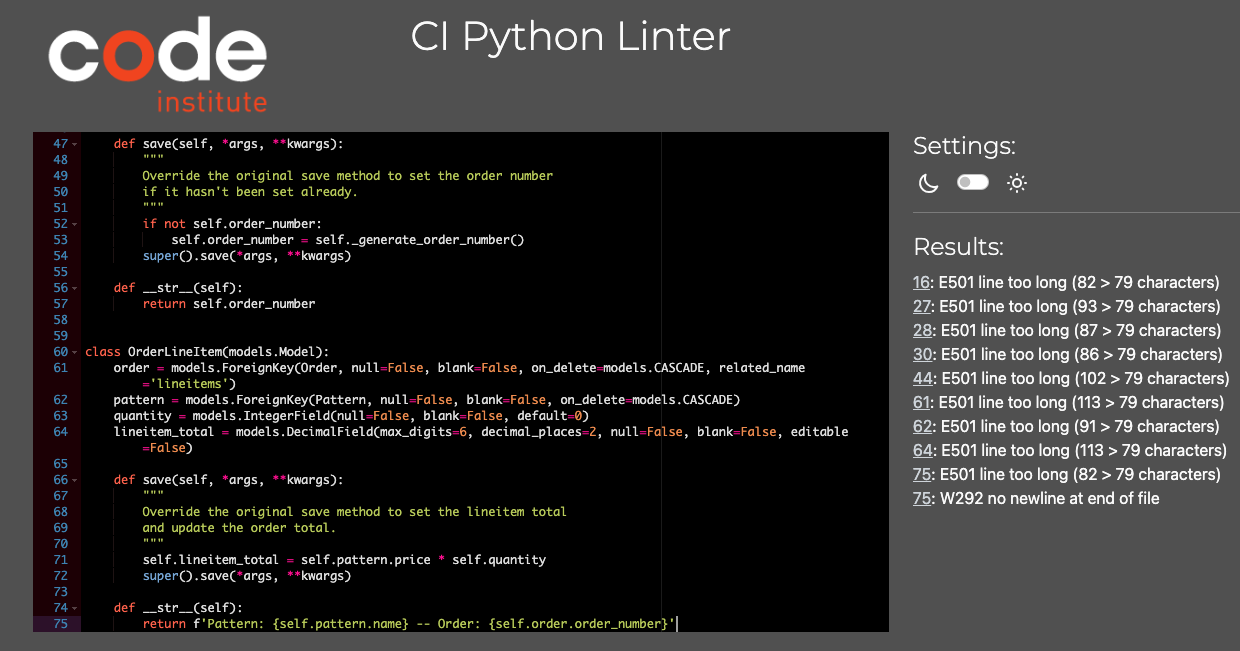 code
institute
CI Python Linter
47 def save(self, *args, **kwargs):
48 """
49 Override the original save method to set the order number
50 if it hasn't been set already.
51 """
52 if not self.order_number:
53 self.order_number = self._generate_order_number()
54 super().save(*args, **kwargs)
55
56 def __str__(self):
57 return self.order_number
58
59
60 class OrderLineItem(models.Model):
61 order = models.ForeignKey(Order, null=False, blank=False, on_delete=models.CASCADE, related_name
='lineitems')
62 pattern = models.ForeignKey(Pattern, null=False, blank=False, on_delete=models.CASCADE)
63 quantity = models.IntegerField(null=False, blank=False, default=0)
64 lineitem_total = models.DecimalField(max_digits=6, decimal_places=2, null=False, blank=False, editable
=False)
65
66 def save(self, *args, **kwargs):
67 """
68 Override the original save method to set the lineitem total
69 and update the order total.
70 """
71 self.lineitem_total = self.pattern.price * self.quantity
72 super().save(*args, **kwargs)
73
74 def __str__(self):
75 return f'Pattern: {self.pattern.name} -- Order: {self.order.order_number}'
Settings:
Results:
16: E501 line too long (82 > 79 characters)
27: E501 line too long (93 > 79 characters)
28: E501 line too long (87 > 79 characters)
30: E501 line too long (86 > 79 characters)
44: E501 line too long (102 > 79 characters)
61: E501 line too long (113 > 79 characters)
62: E501 line too long (91 > 79 characters)
64: E501 line too long (113 > 79 characters)
75: E501 line too long (82 > 79 characters)
75: W292 no newline at end of file